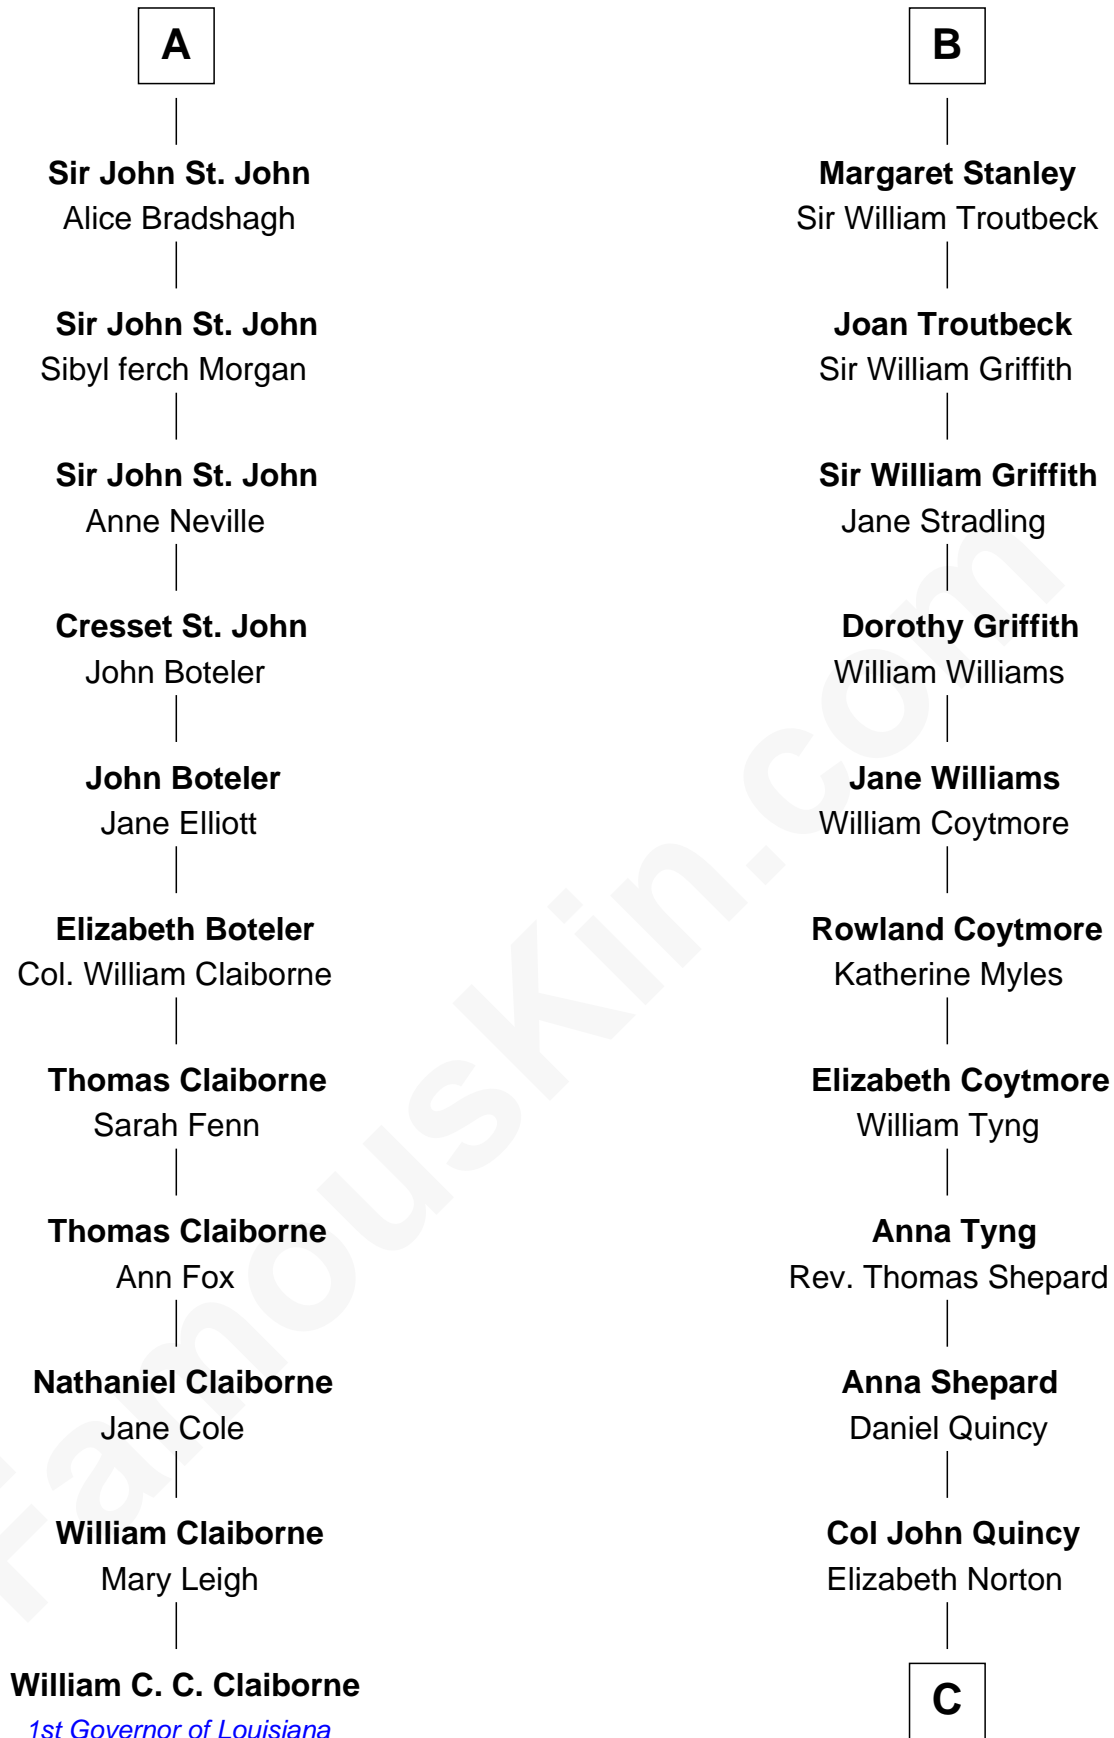 A
Sir John St. John
Alice Bradshagh
Sir John St. John
Sibyl ferch Morgan
Sir John St. John
Anne Neville
Cresset St. John
John Boteler
John Boteler
Jane Elliott
Elizabeth Boteler
Col. William Claiborne
Thomas Claiborne
Sarah Fenn
Thomas Claiborne
Ann Fox
Nathaniel Claiborne
Jane Cole
William Claiborne
Mary Leigh
William C. C. Claiborne
1st Governor of Louisiana
B
Margaret Stanley
Sir William Troutbeck
Joan Troutbeck
Sir William Griffith
Sir William Griffith
Jane Stradling
Dorothy Griffith
William Williams
Jane Williams
William Coytmore
Rowland Coytmore
Katherine Myles
Elizabeth Coytmore
William Tyng
Anna Tyng
Rev. Thomas Shepard
Anna Shepard
Daniel Quincy
Col John Quincy
Elizabeth Norton
C
FamousKin.com